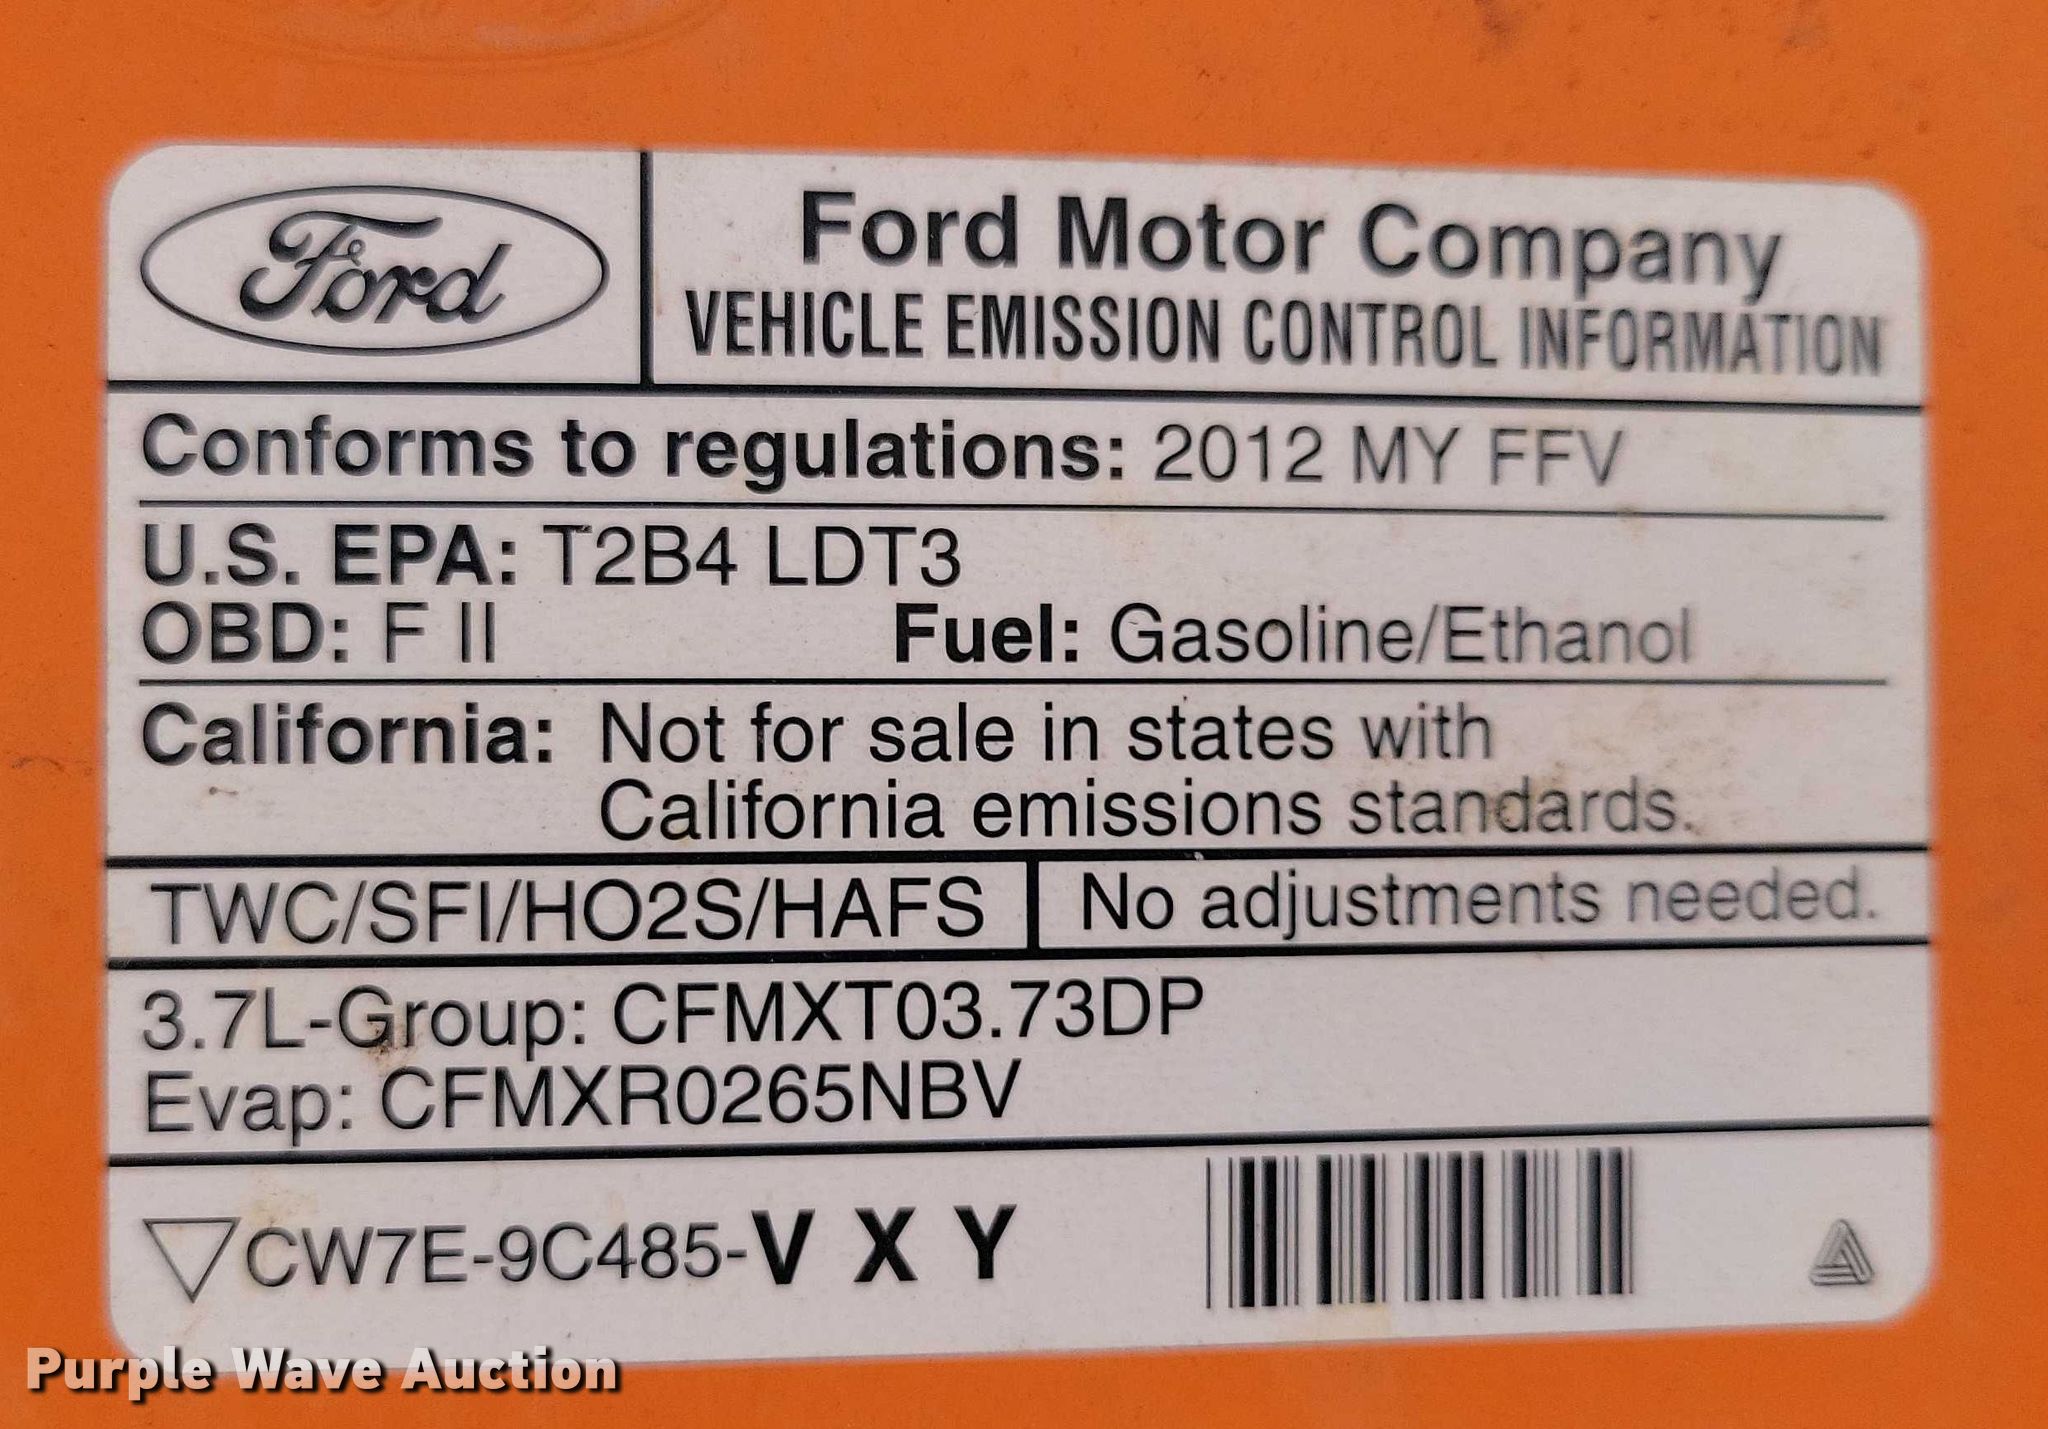 Ford
Ford Motor Company
VEHICLE EMISSION CONTROL INFORMATION
Conforms to regulations: 2012 MY FFV
U.S. EPA: T2B4 LDT3
OBD: F II Fuel: Gasoline/Ethanol
California: Not for sale in states with
California emissions standards.
TWC/SFI/HO2S/HAFS No adjustments needed.
3.7L-Group: CFMXT03.73DP
Evap: CFMXR0265NBV
CW7E-9C485-V X Y
Purple Wave Auction